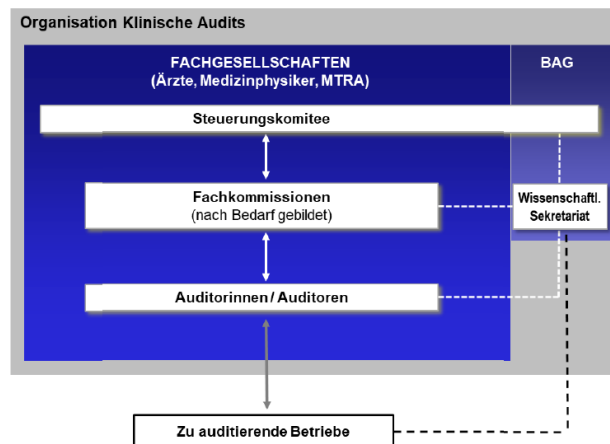 Organisation Klinische Audits
FACHGESELLSCHAFTEN
(Ärzte, Medizinphysiker, MTRA)
BAG
Steuerungskomitee
Fachkommissionen
(nach Bedarf gebildet)
Wissenschaftl.
Sekretariat
Auditorinnen / Auditoren
Zu auditierende Betriebe